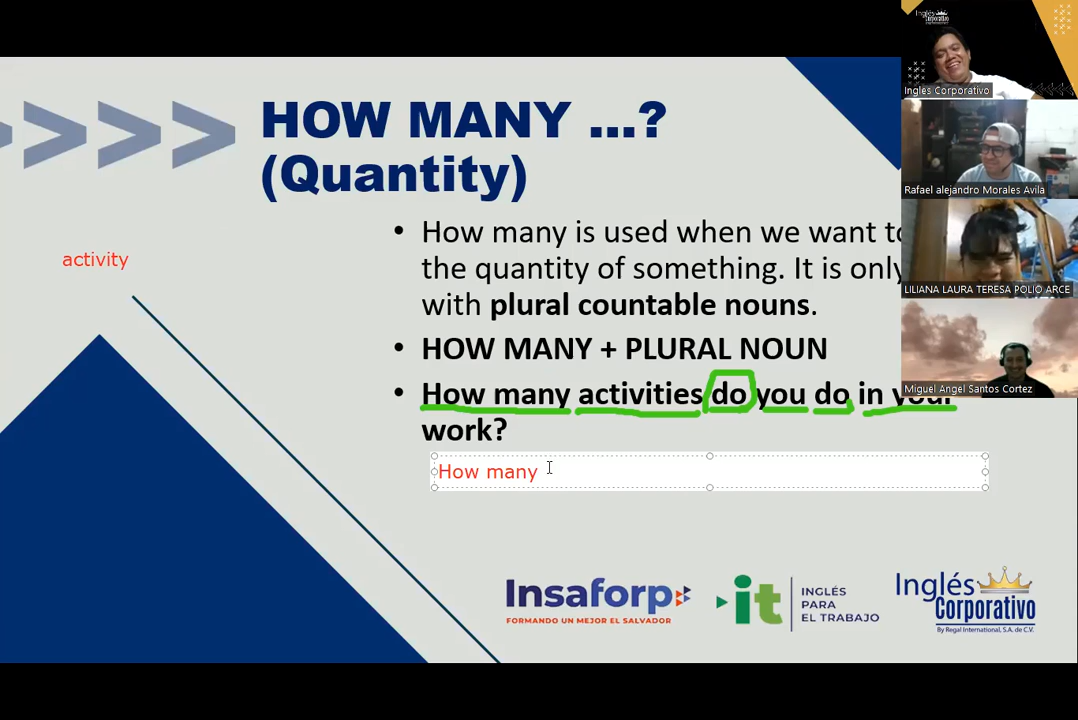 Inglés
Corporativo
Ingles Corporativo
HOW MANY ...?
(Quantity)
Rafael alejandro Morales Avila
• How many is used when we want to
activity
the quantity of something. It is only
LILIANA LAURA TERESA POLIO ARCE
with plural countable nouns.
• HOW MANY + PLURAL NOUN
Miguel Angel Santos Cortez
• How many activities do you do in your
work?
How many
Insaforp
FORMANDO UN MEJOR EL SALVADOR
it
INGLÉS
PARA
EL TRABAJO
Inglés
Corporativo
By Regal International, S.A. de C.V.